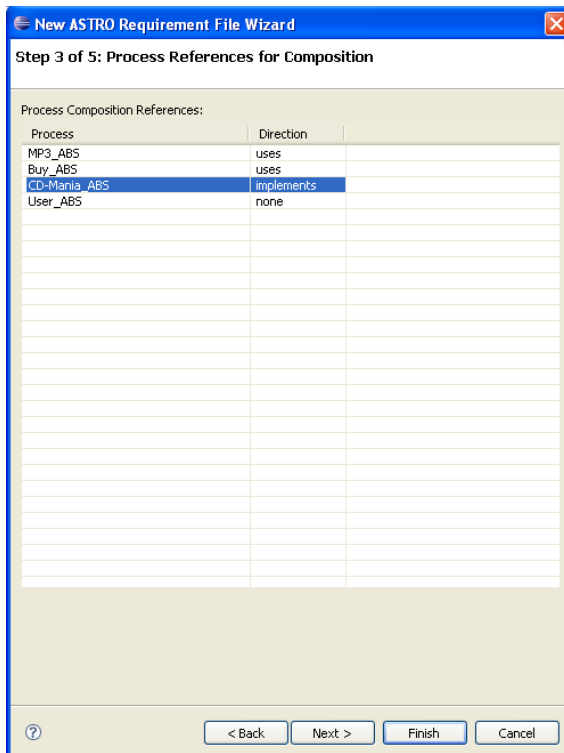 New ASTRO Requirement File Wizard
Step 3 of 5: Process References for Composition
Process Composition References:
Process Direction
MP3_ABS uses
Buy_ABS uses
CD-Mania_ABS implements
User_ABS none
? < Back Next > Finish Cancel